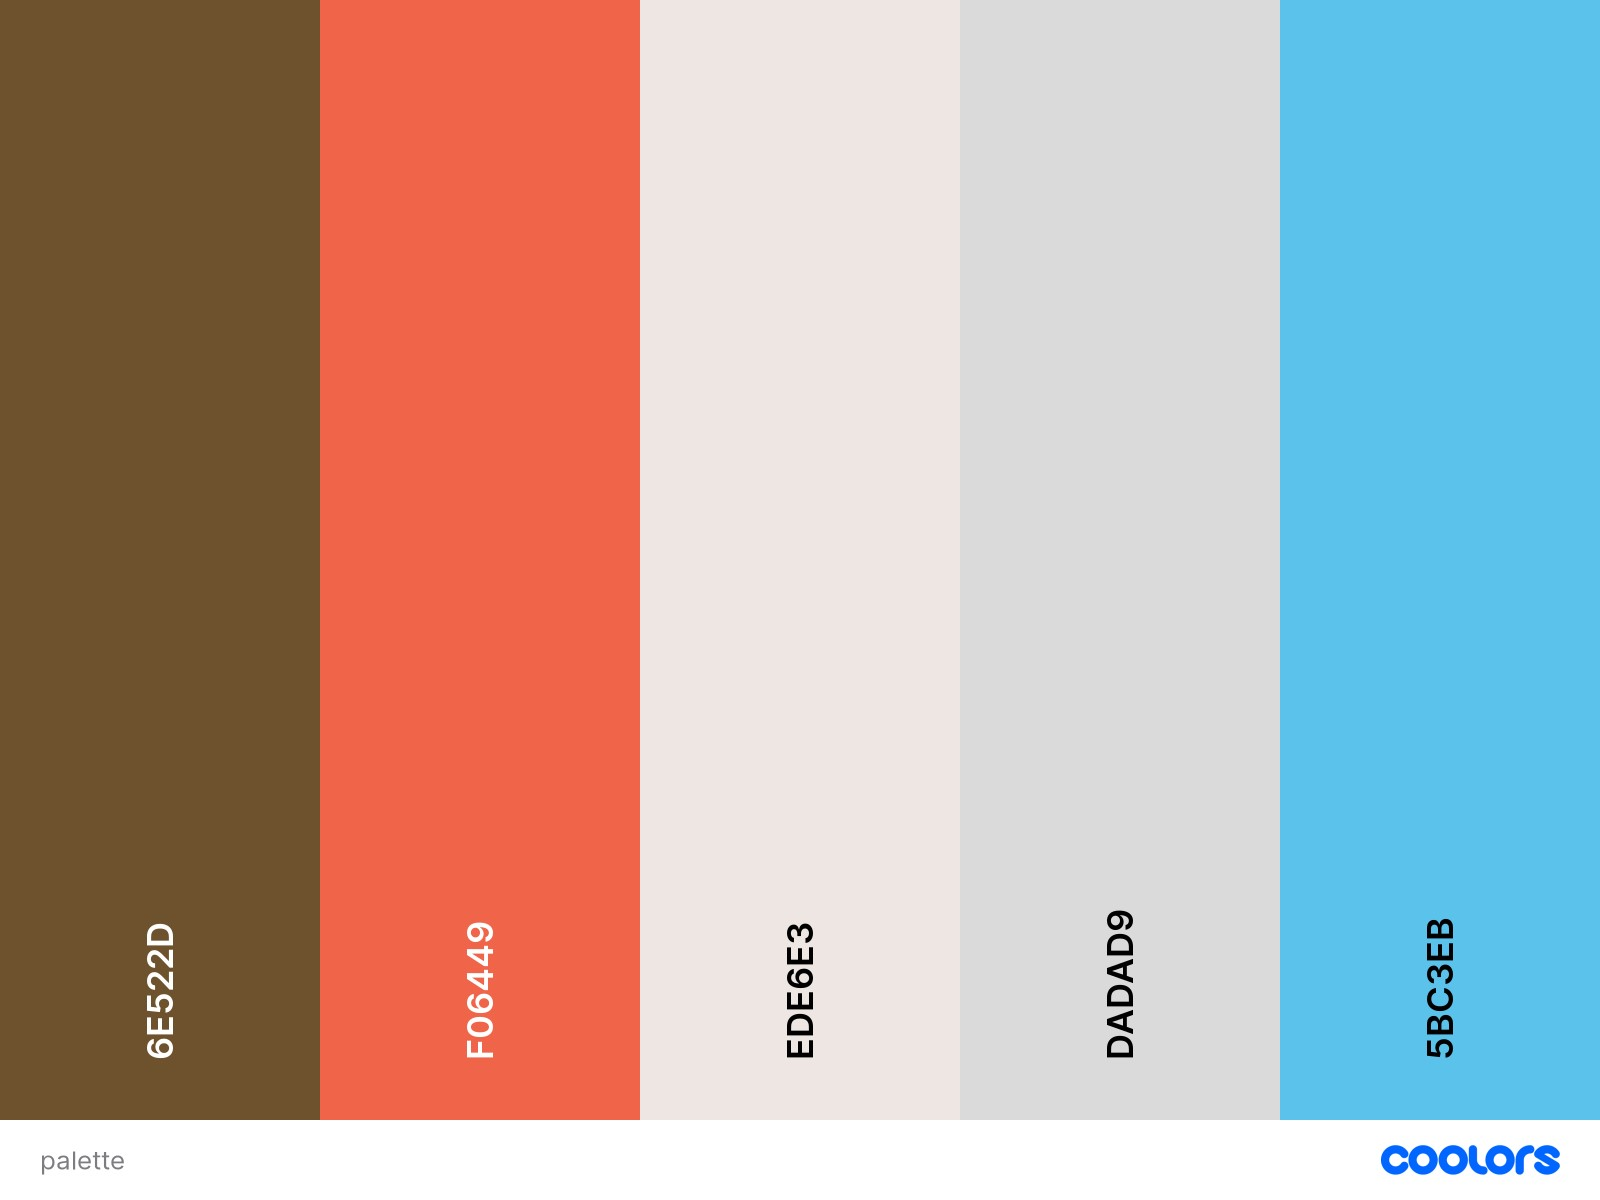 6E522D
F06449
EDE6E3
DADAD9
5BC3EB
palette
coolors